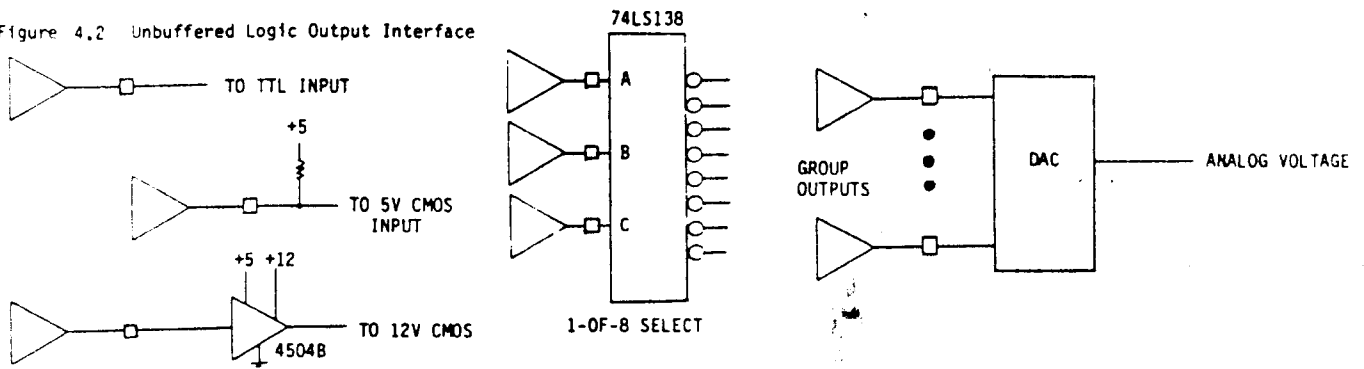 Figure 4.2 Unbuffered Logic Output Interface
TO TTL INPUT
+5
TO 5V CMOS
INPUT
+5 +12
TO 12V CMOS
4504B
74LS138
A
B
C
1-OF-8 SELECT
GROUP
OUTPUTS
DAC
ANALOG VOLTAGE